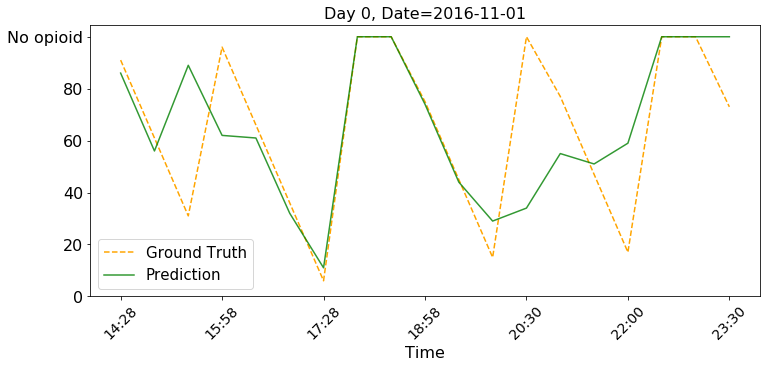 Day 0, Date=2016-11-01
No opioid
80
60
40
20
0
Ground Truth
Prediction
14:28
15:58
17:28
18:58
20:30
22:00
23:30
Time